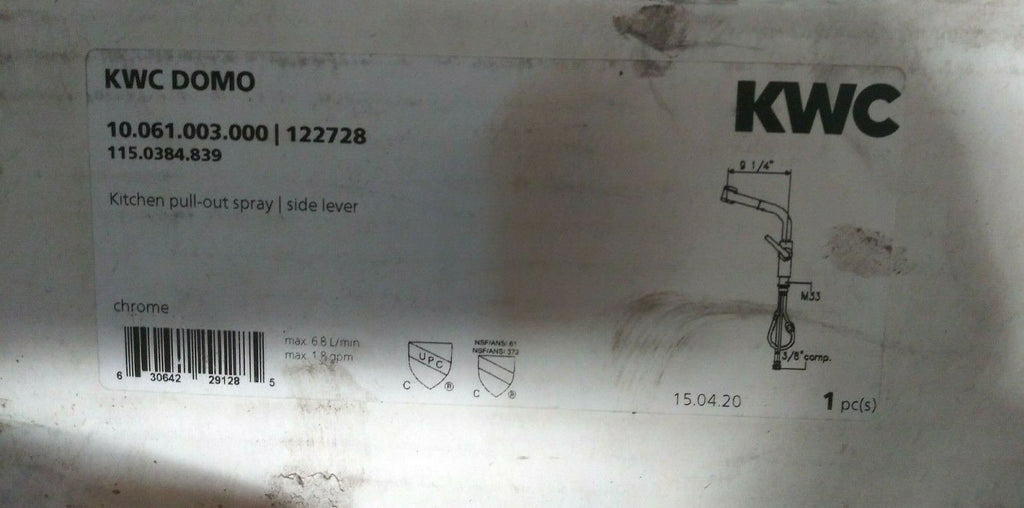 KWC DOMO
KWC
10.061.003.000 | 122728
115.0384.839
Kitchen pull-out spray | side lever
9 1/4"
M33
3/8" comp.
chrome
6 30642 29128 5
max. 6.8 L/min
max. 1.8 gpm
UPC
C ®
NSF/ANSI 61
NSF/ANSI 372
C ®
15.04.20
1 pc(s)